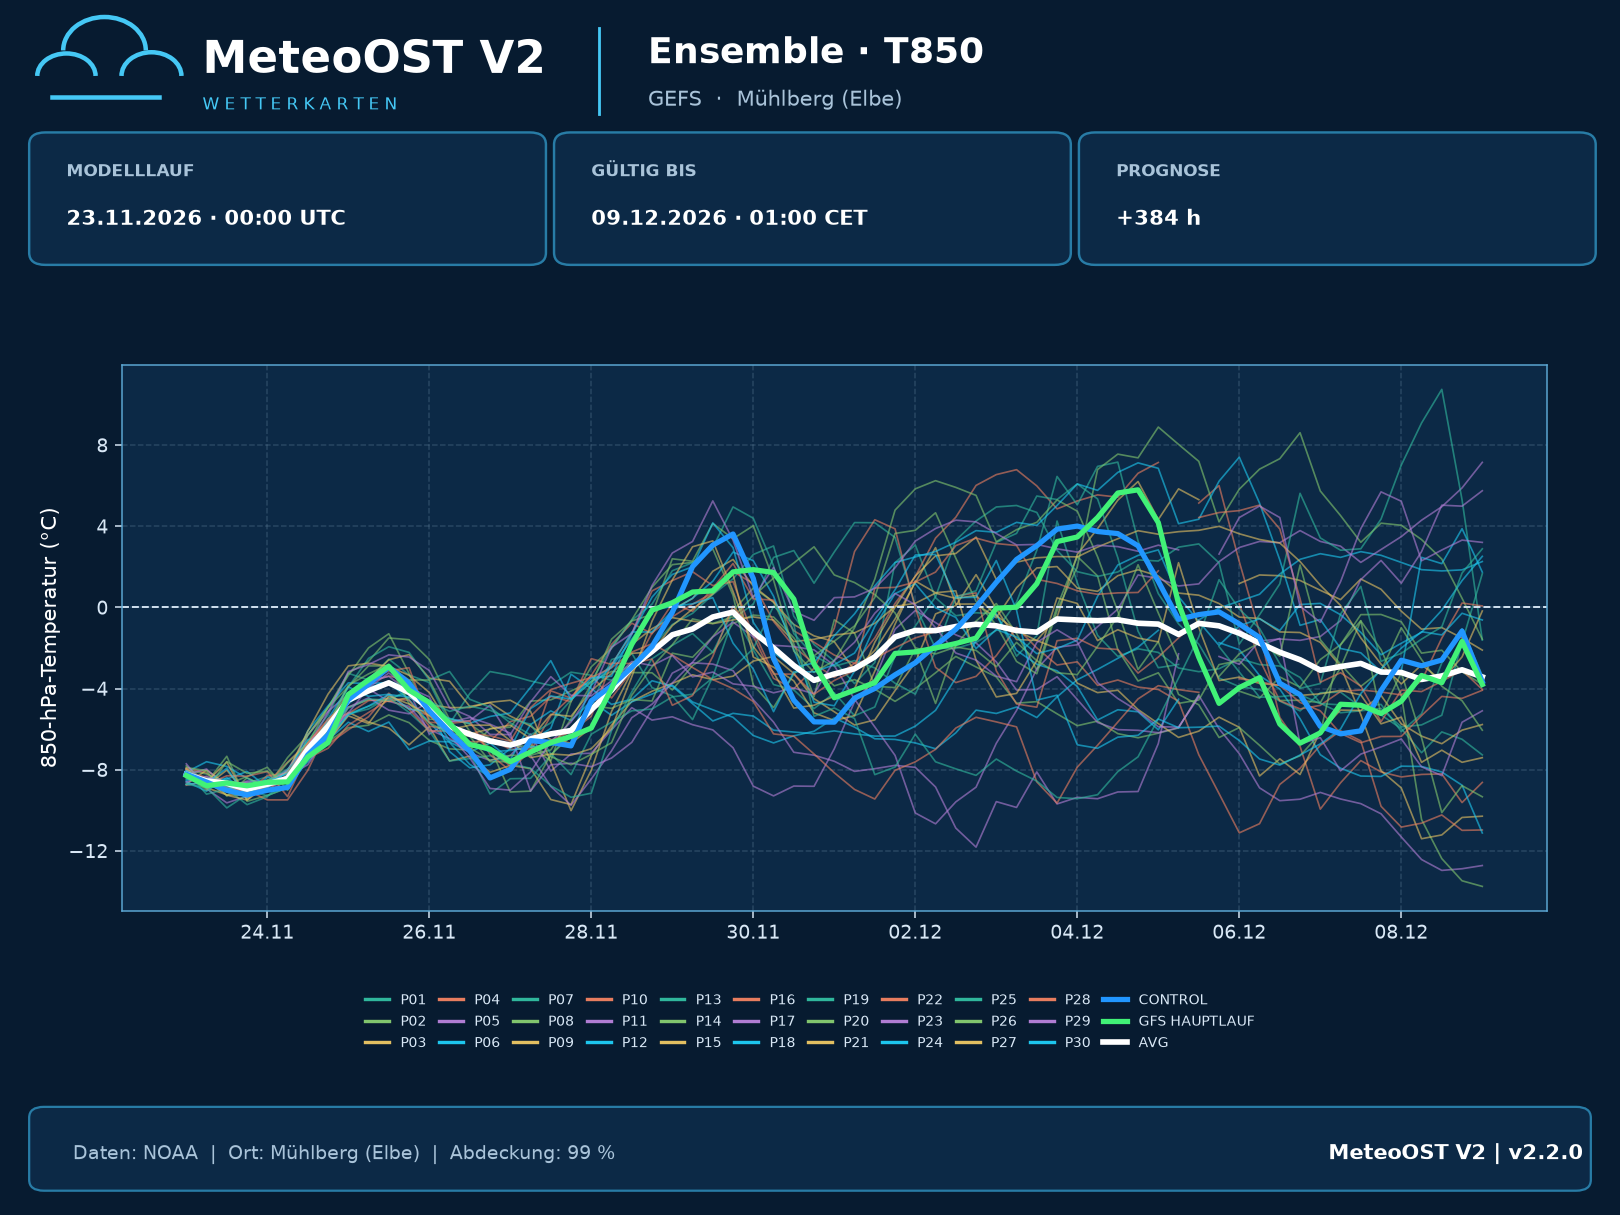 MeteoOST V2
WETTERKARTEN
Ensemble · T850
GEFS · Mühlberg (Elbe)
MODELLLAUF
23.11.2026 · 00:00 UTC
GÜLTIG BIS
09.12.2026 · 01:00 CET
PROGNOSE
+384 h
850-hPa-Temperatur (°C)
8
4
0
−4
−8
−12
24.11 26.11 28.11 30.11 02.12 04.12 06.12 08.12
P01 P04 P07 P10 P13 P16 P19 P22 P25 P28 CONTROL
P02 P05 P08 P11 P14 P17 P20 P23 P26 P29 GFS HAUPTLAUF
P03 P06 P09 P12 P15 P18 P21 P24 P27 P30 AVG
Daten: NOAA | Ort: Mühlberg (Elbe) | Abdeckung: 99 %
MeteoOST V2 | v2.2.0